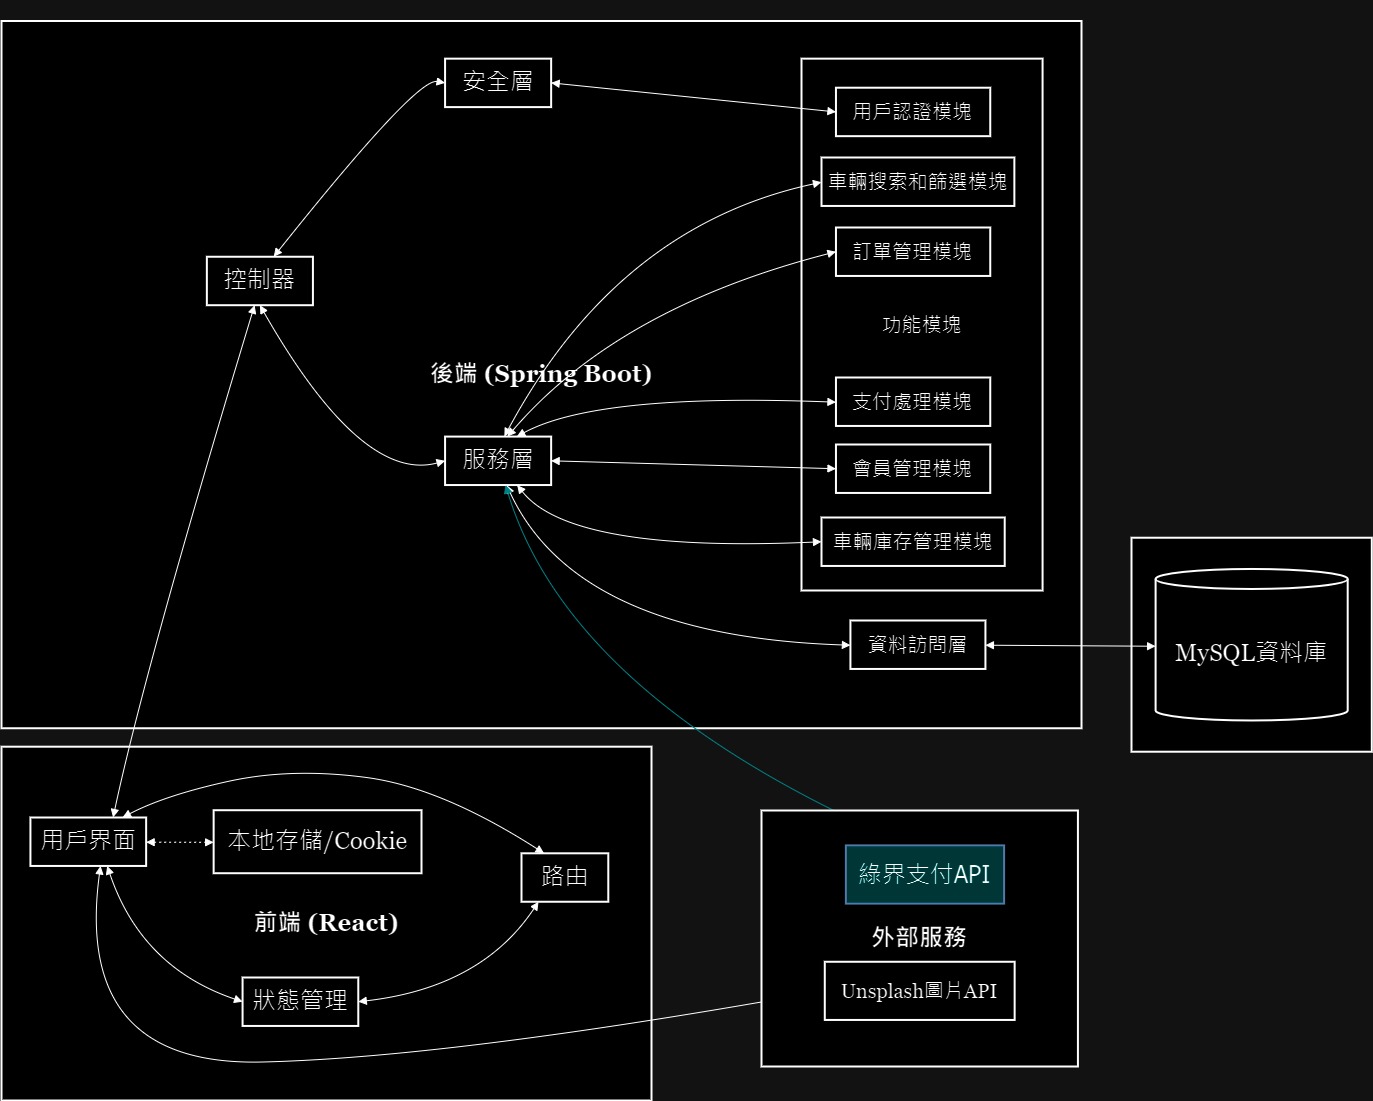 安全層
用戶認證模塊
車輛搜索和篩選模塊
訂單管理模塊
控制器
功能模塊
後端 (Spring Boot)
支付處理模塊
服務層
會員管理模塊
車輛庫存管理模塊
資料訪問層
MySQL資料庫
用戶界面
本地存儲/Cookie
路由
前端 (React)
狀態管理
綠界支付API
外部服務
Unsplash圖片API